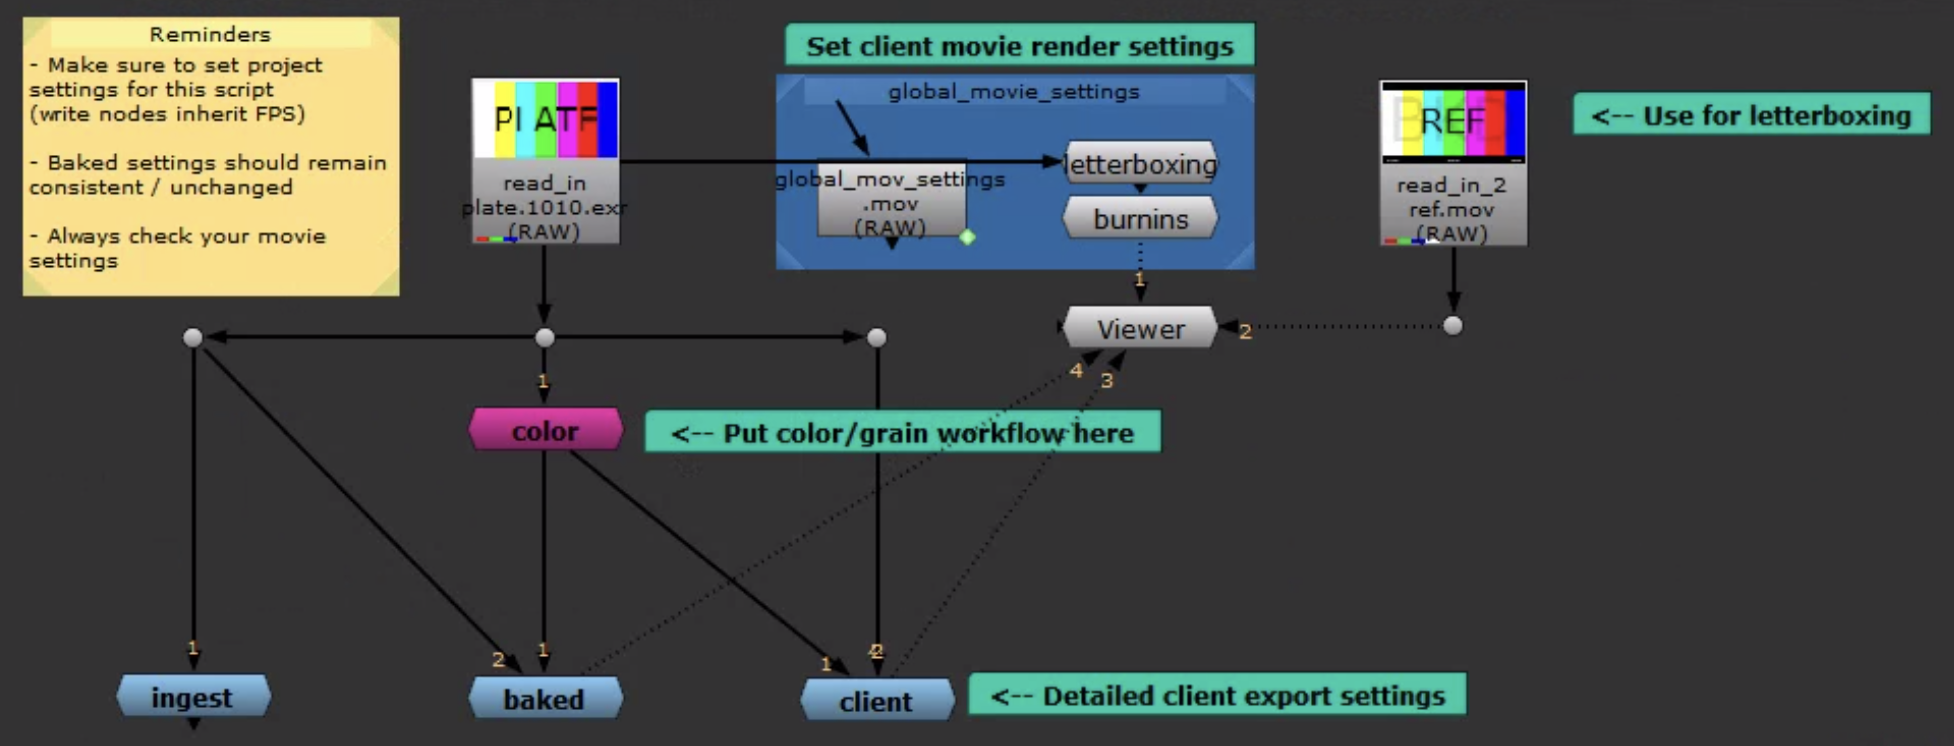 Reminders
- Make sure to set project
settings for this script
(write nodes inherit FPS)
- Baked settings should remain
consistent / unchanged
- Always check your movie
settings
PLATE
read_in
plate.1010.exr
(RAW)
Set client movie render settings
global_movie_settings
global_mov_settings
.mov
(RAW)
letterboxing
burnins
1
Viewer
2
4
3
REF
read_in_2
ref.mov
(RAW)
<-- Use for letterboxing
1
color
<-- Put color/grain workflow here
1
2
1
1
2
ingest
baked
client
<-- Detailed client export settings